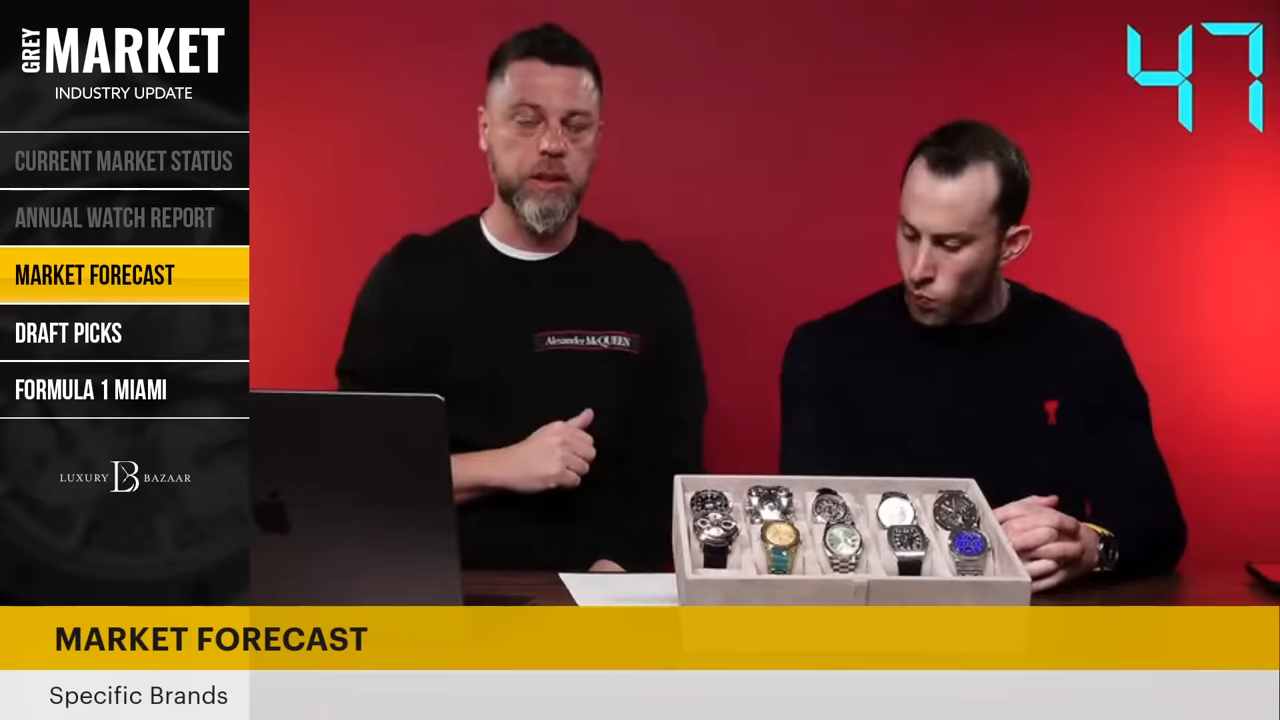 GREY
MARKET
INDUSTRY UPDATE
CURRENT MARKET STATUS
ANNUAL WATCH REPORT
MARKET FORECAST
DRAFT PICKS
FORMULA 1 MIAMI
LUXURY LB BAZAAR
47
Alexander McQUEEN
MARKET FORECAST
Specific Brands